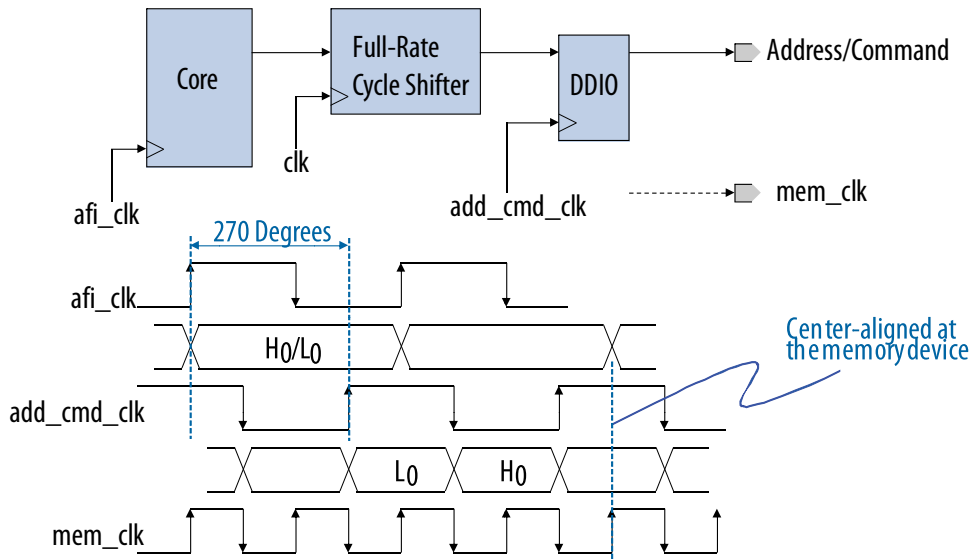 Core
Full-Rate
Cycle Shifter
DDIO
Address/Command
clk
afi_clk
add_cmd_clk
mem_clk
270 Degrees
afi_clk
H0/L0
Center-aligned at
the memory device
add_cmd_clk
L0
H0
mem_clk